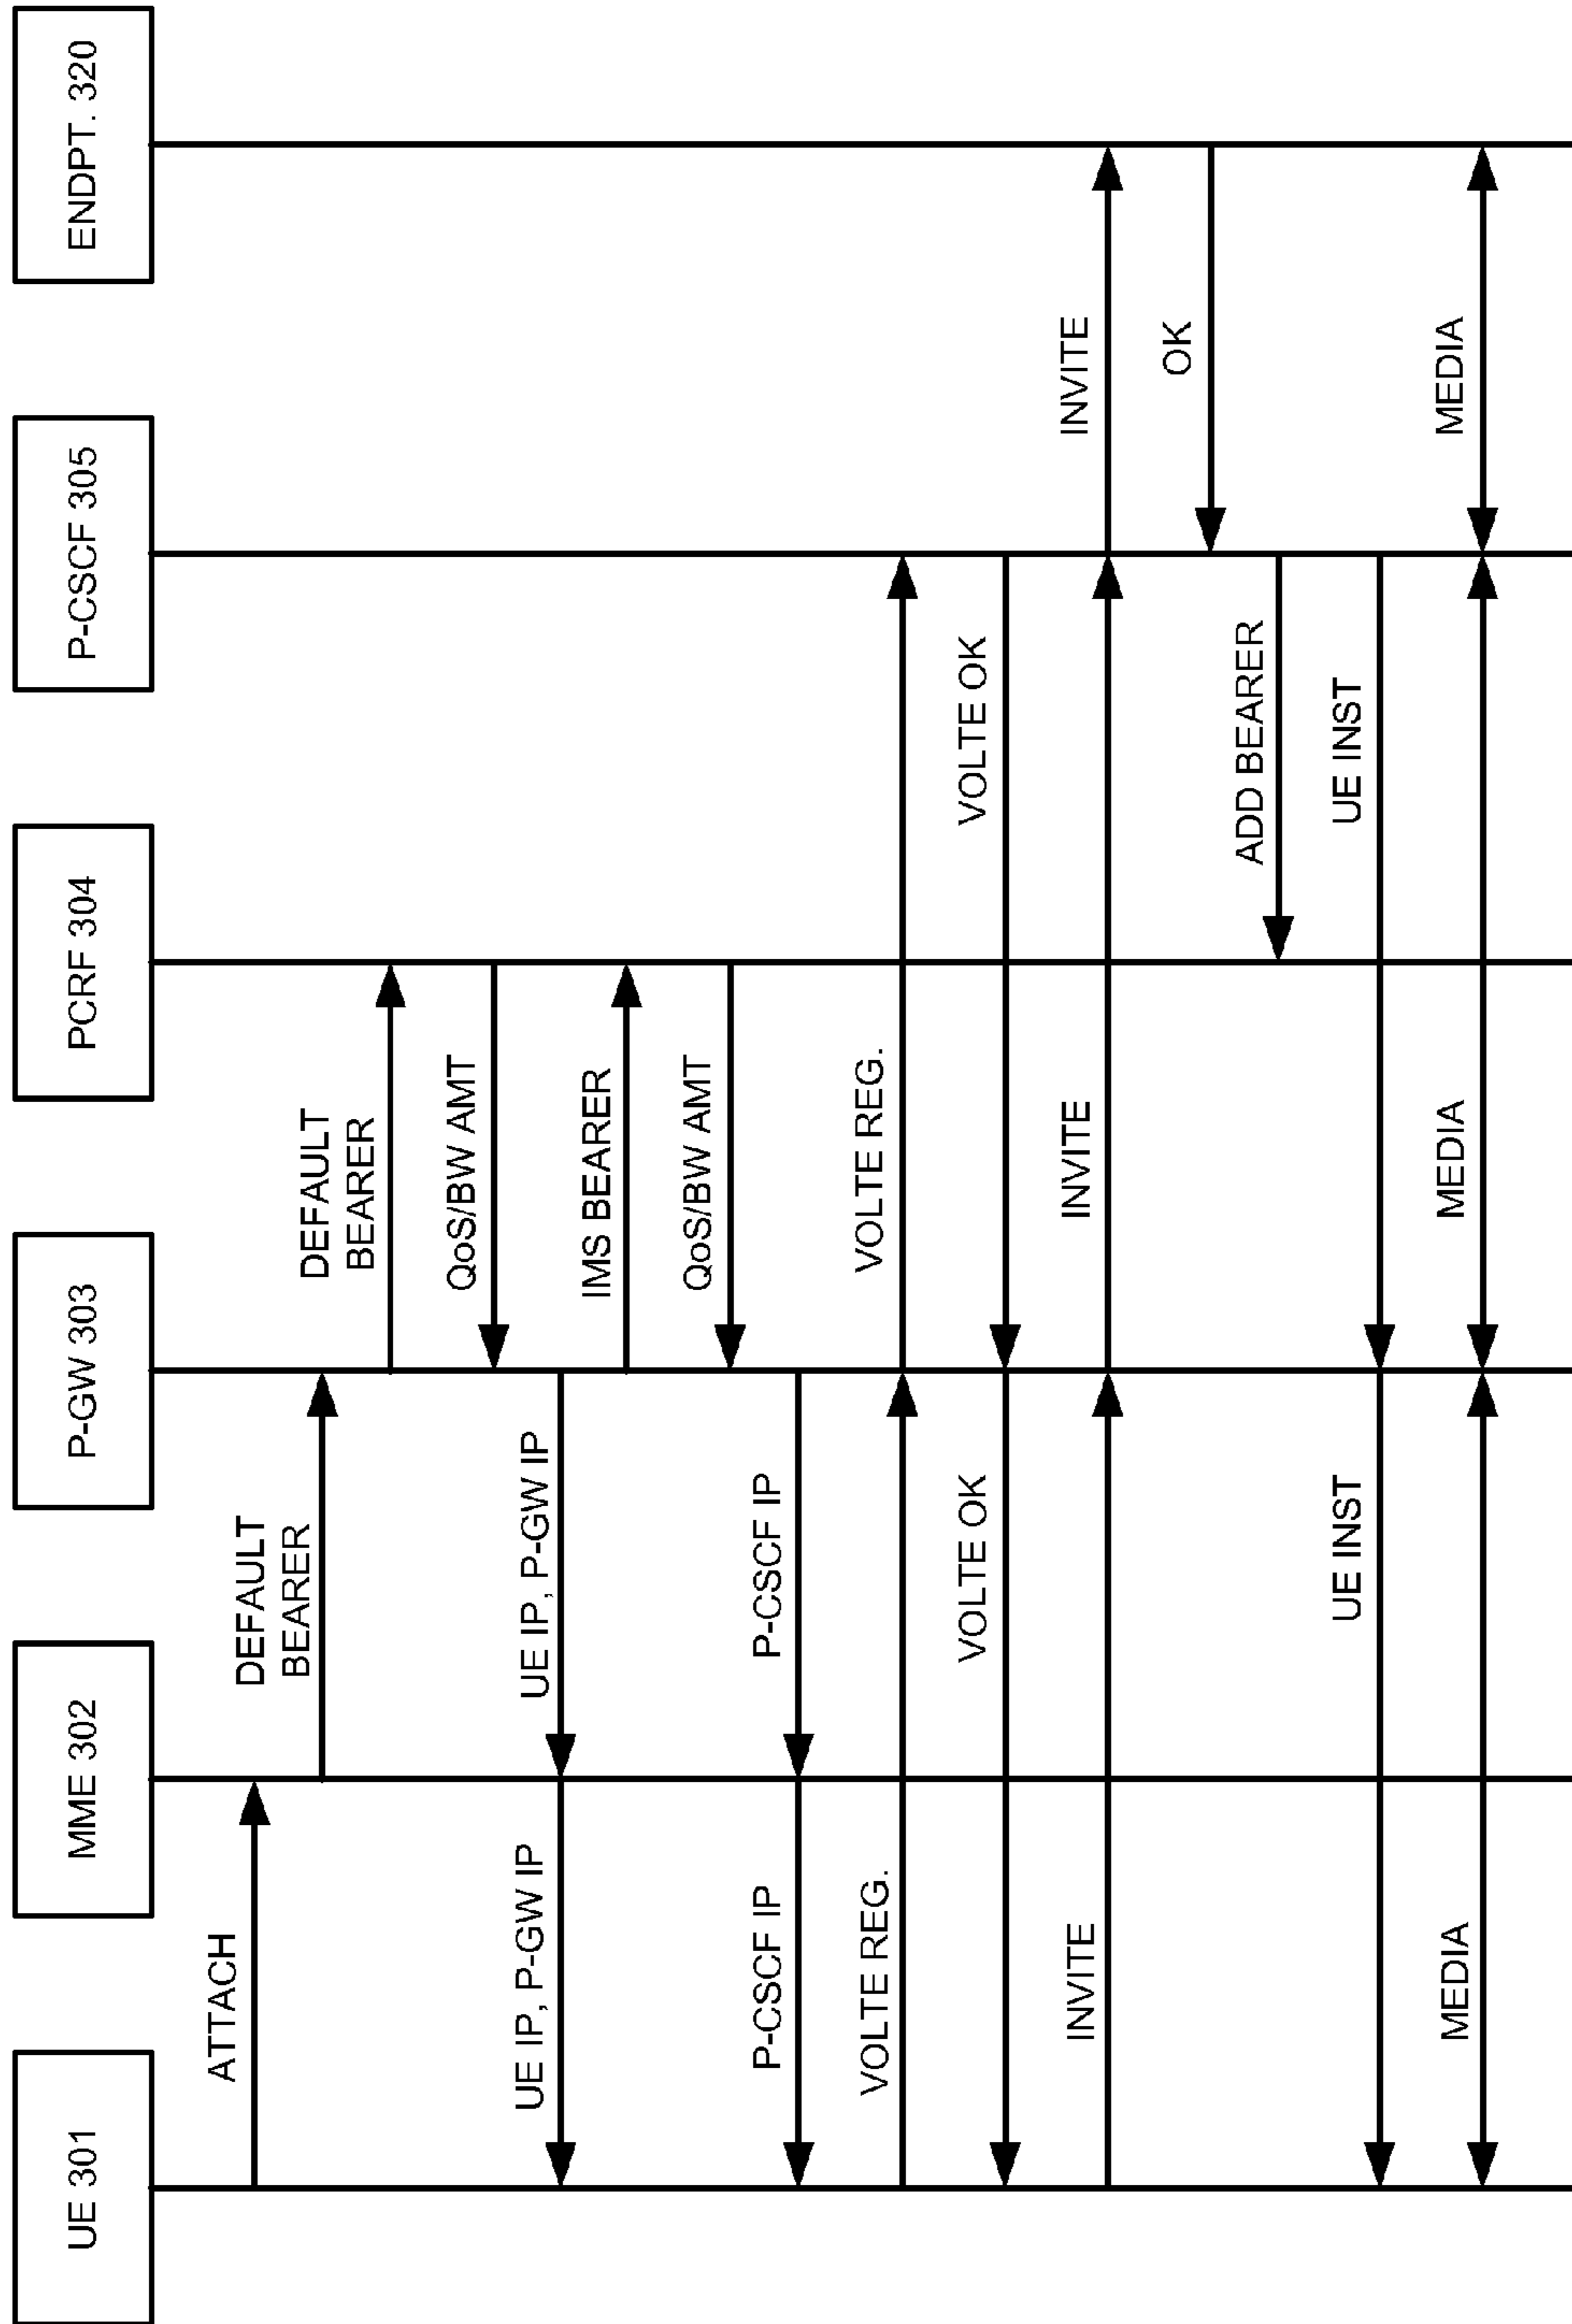 UE 301
MME 302
P-GW 303
PCRF 304
P-CSCF 305
ENDPT. 320
ATTACH
DEFAULT
BEARER
DEFAULT
BEARER
QoS/BW AMT
UE IP, P-GW IP
UE IP, P-GW IP
IMS BEARER
QoS/BW AMT
P-CSCF IP
P-CSCF IP
VOLTE REG.
VOLTE REG.
VOLTE OK
VOLTE OK
INVITE
INVITE
INVITE
OK
ADD BEARER
UE INST
UE INST
MEDIA
MEDIA
MEDIA